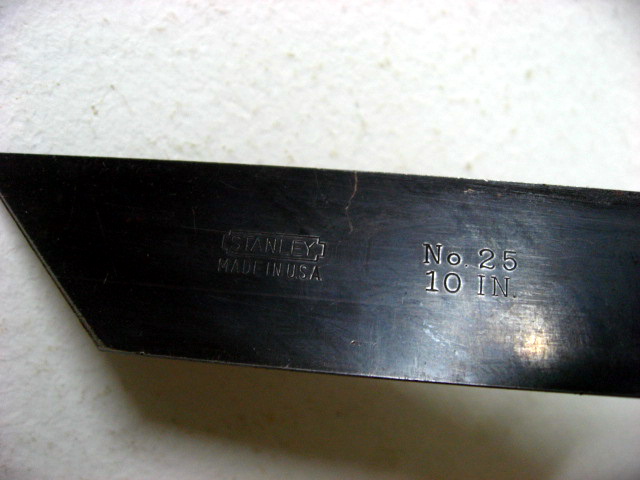 STANLEY
MADE IN U.S.A.
No. 25
10 IN.